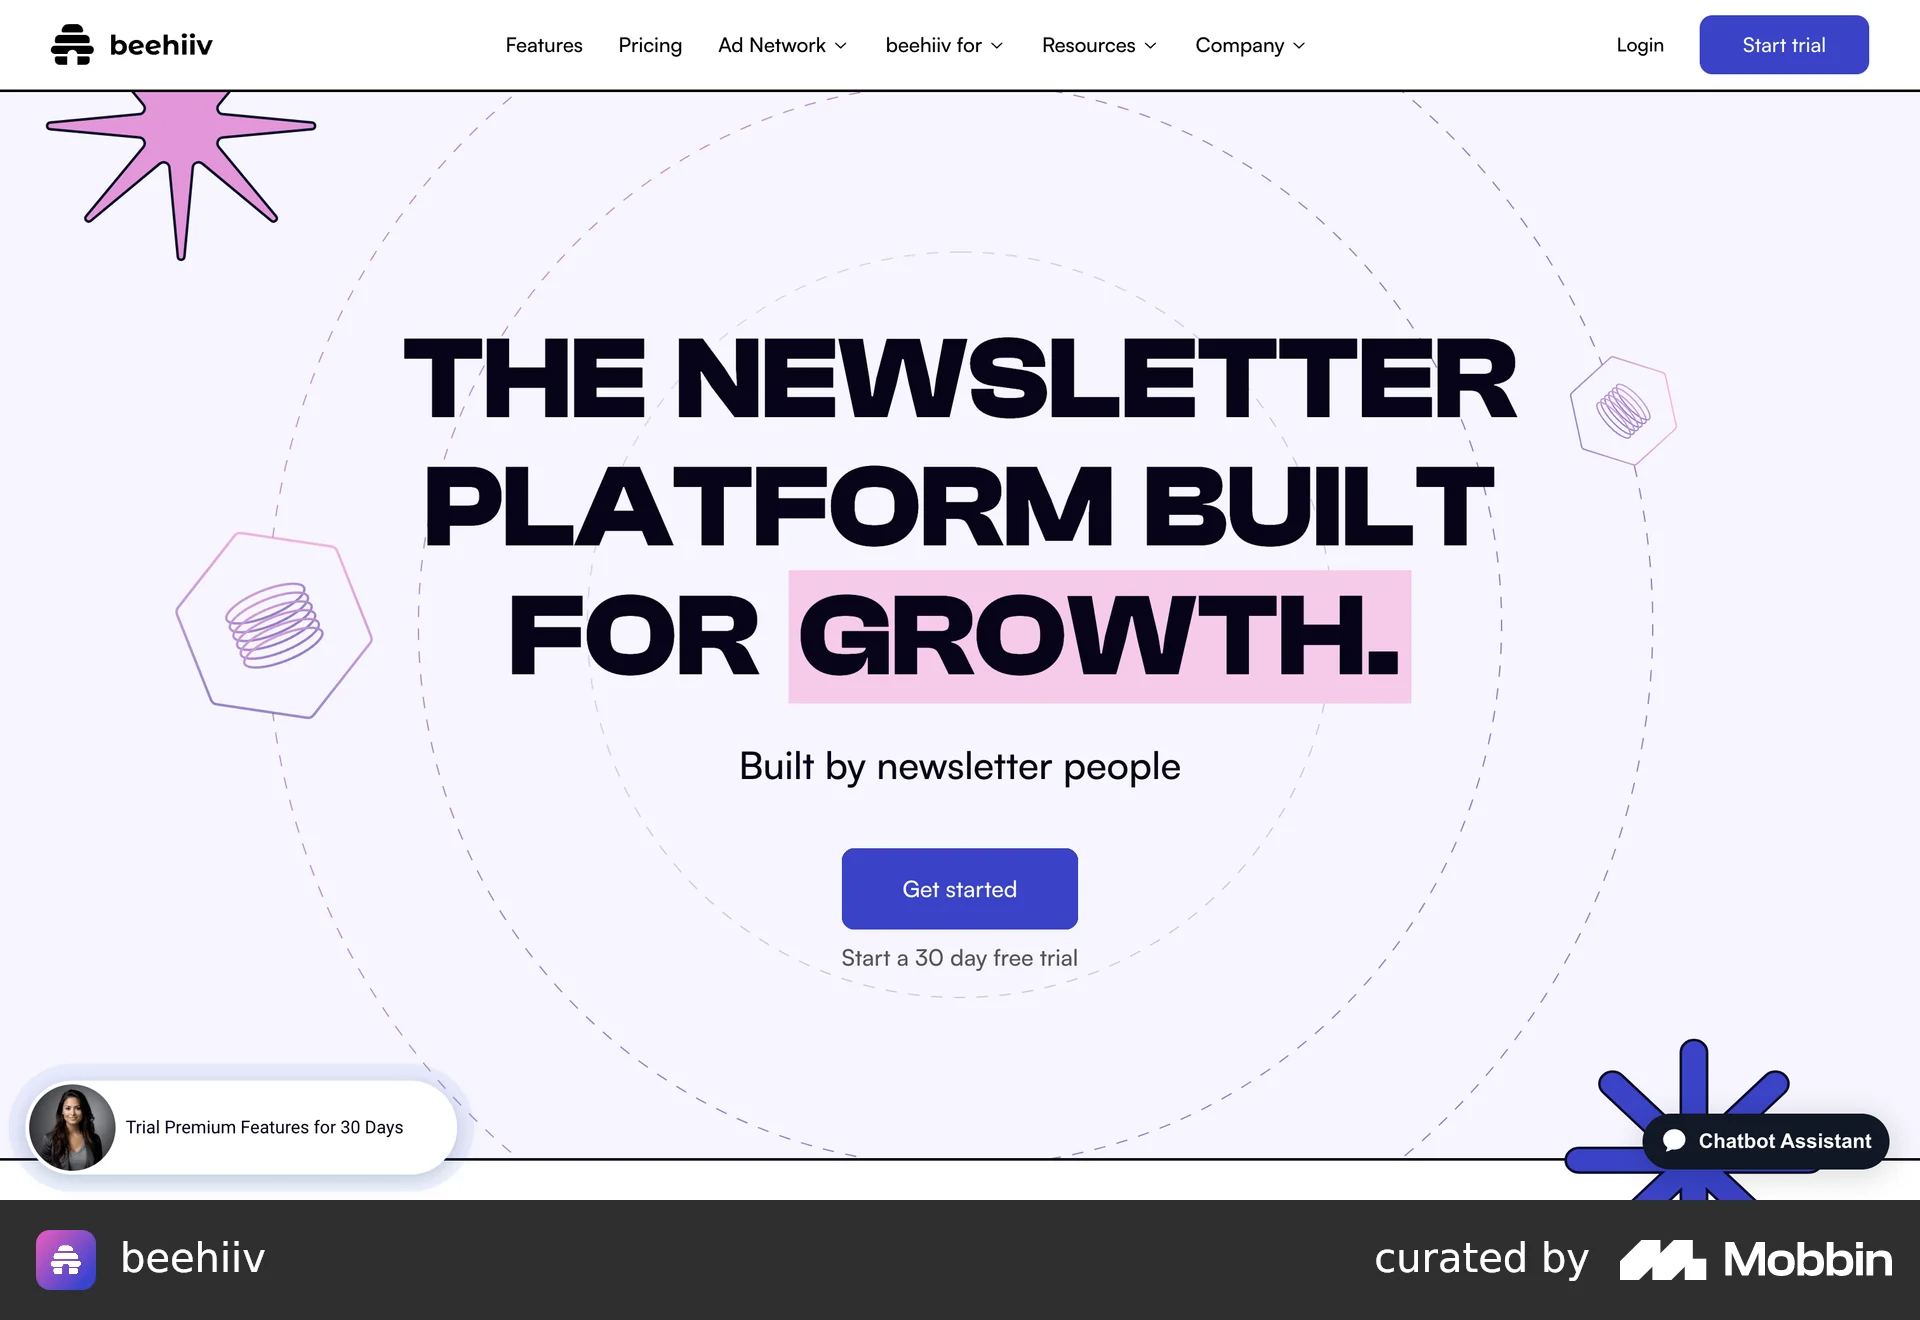 beehiiv
Features
Pricing
Ad Network
beehiiv for
Resources
Company
Login
Start trial
THE NEWSLETTER
PLATFORM BUILT
FOR GROWTH.
Built by newsletter people
Get started
Start a 30 day free trial
Trial Premium Features for 30 Days
Chatbot Assistant
beehiiv
curated by Mobbin